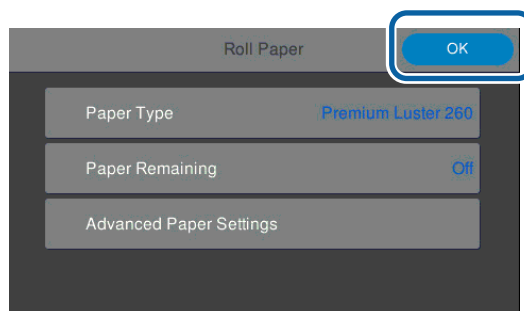 Roll Paper
OK
Paper Type Premium Luster 260
Paper Remaining Off
Advanced Paper Settings